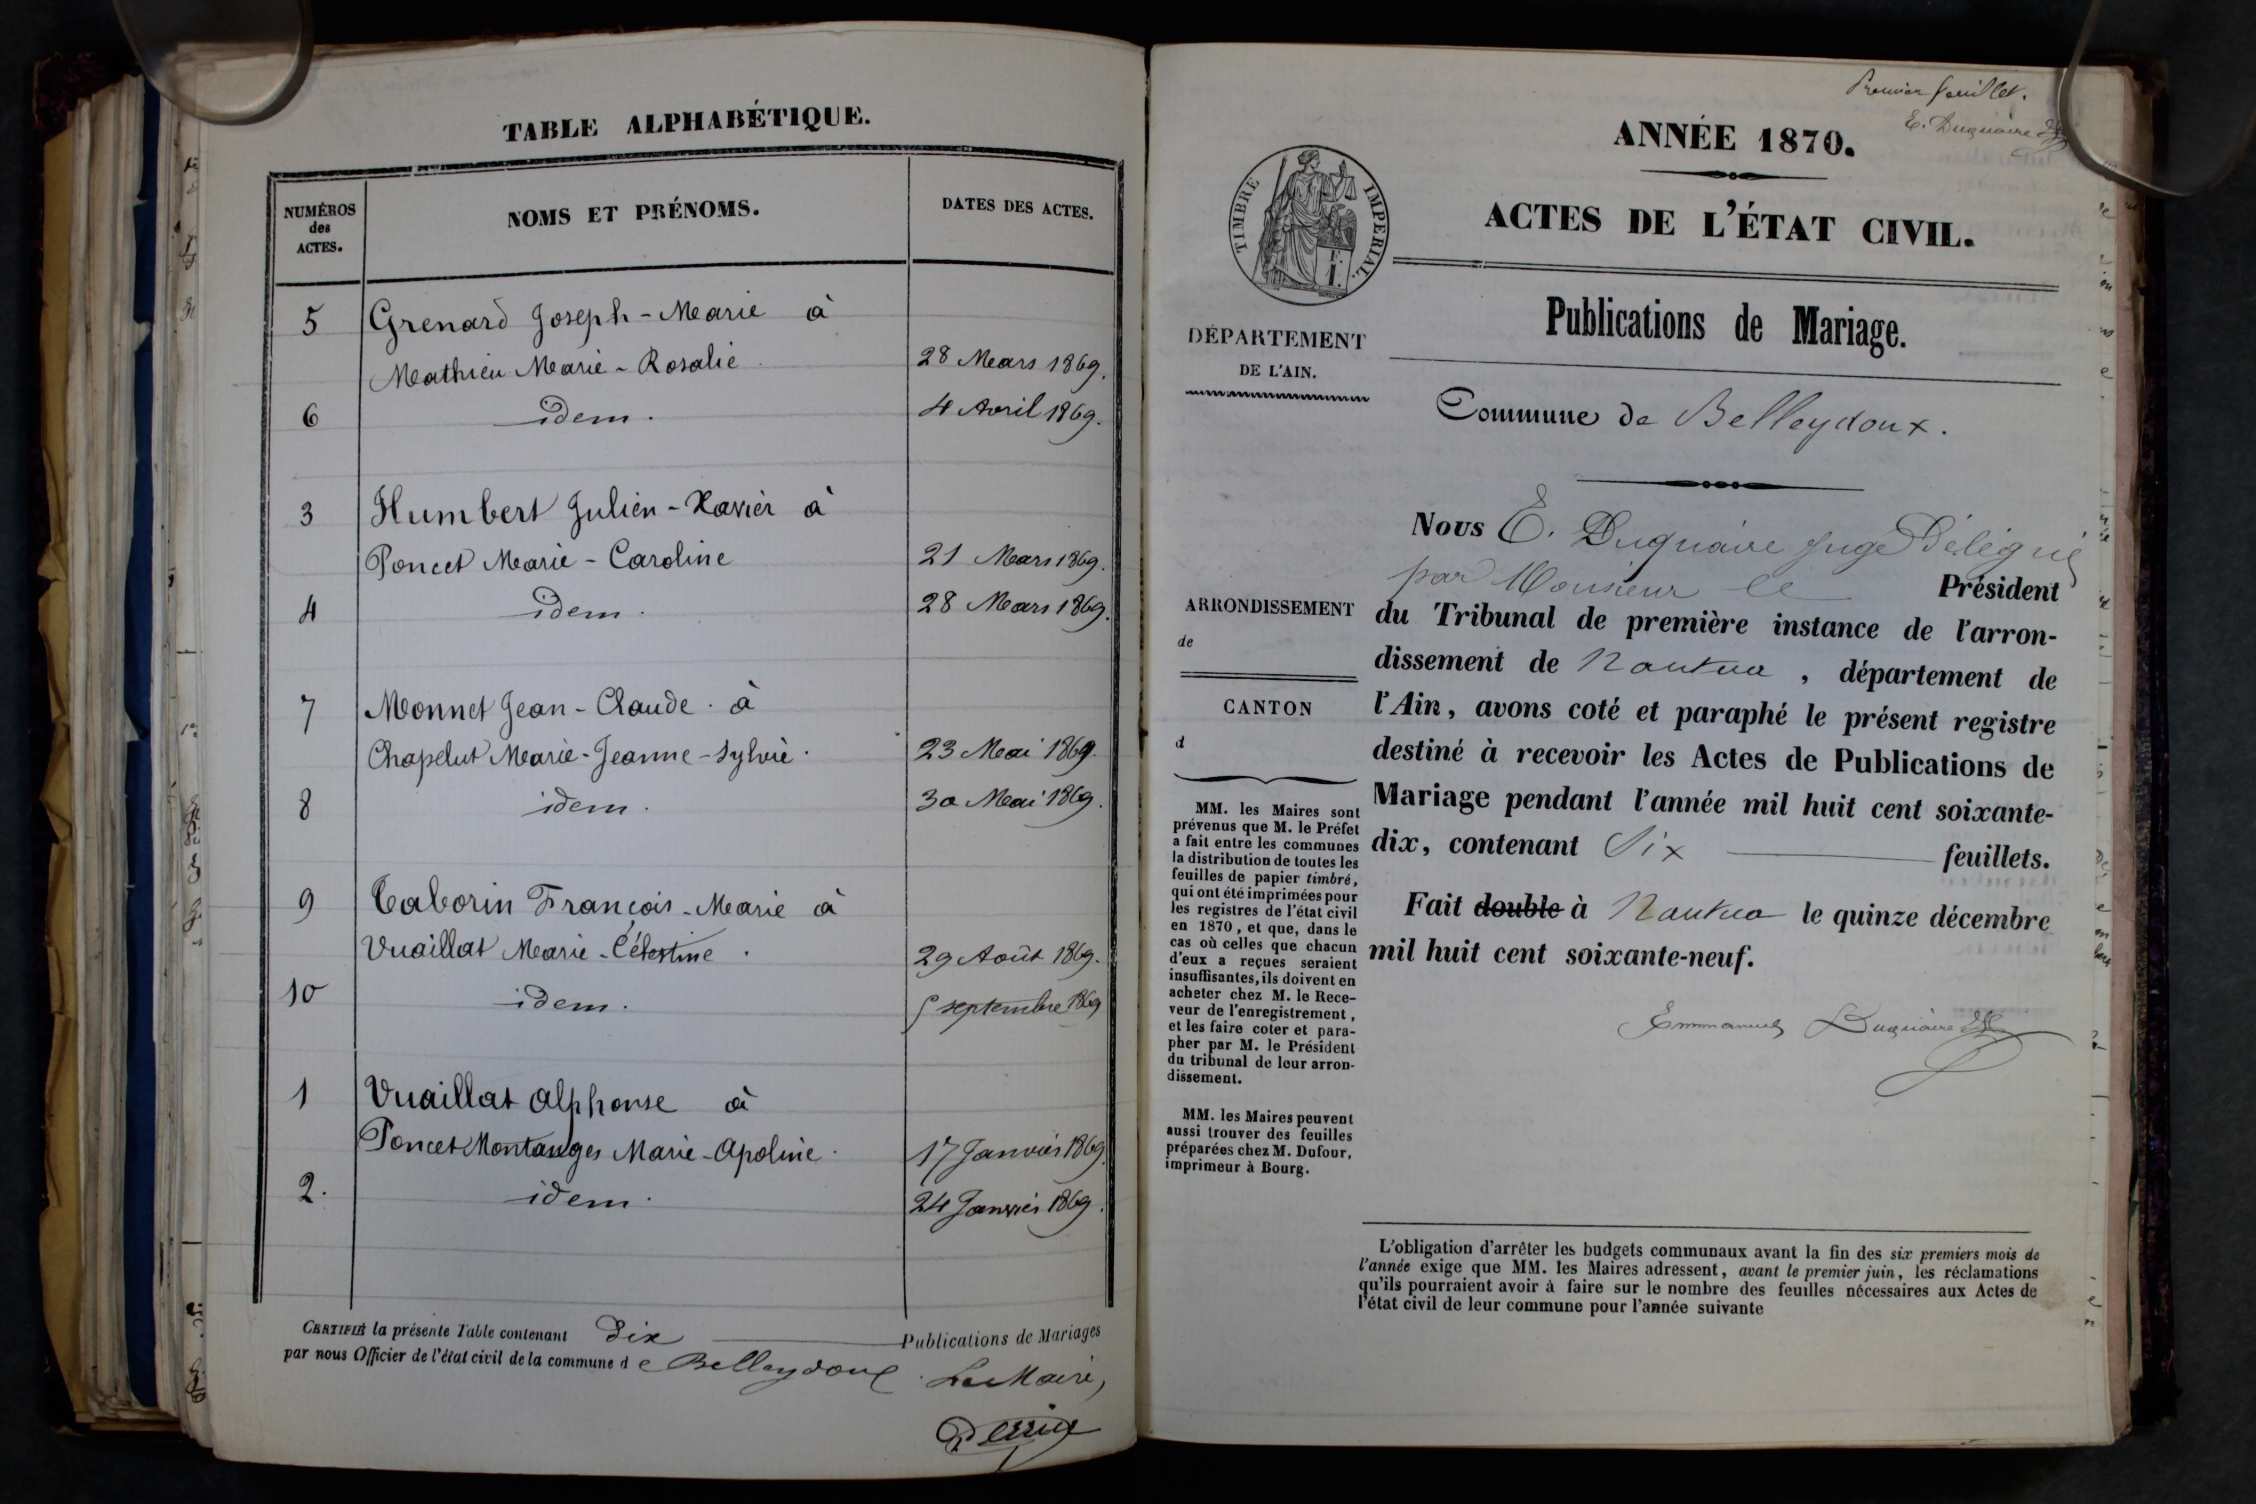 TABLE ALPHABÉTIQUE.
NUMÉROS
des
ACTES.
NOMS ET PRÉNOMS.
DATES DES ACTES.
5 Grenard Joseph-Marie à
Mathieu Marie-Rosalie 28 Mars 1869.
6 idem. 4 Avril 1869.
3 Humbert Julien-Xavier à
Poncet Marie-Caroline 21 Mars 1869.
4 idem. 28 Mars 1869.
7 Monnet Jean-Claude. à
Chapelut Marie-Jeanne-Sylvie. 23 Mai 1869.
8 idem. 30 Mai 1869.
9 Taborin François-Marie à
Vuaillat Marie-Célestine. 29 Août 1869.
10 idem. 5 septembre 1869
1 Vuaillat Alphonse à
Poncet Montanges Marie-Apoline. 17 Janvier 1869.
2. idem. 24 Janvier 1869.
CERTIFIÉ la présente Table contenant dix Publications de Mariages
par nous Officier de l'état civil de la commune de Belleydoux. Le Maire,
Premier feuillet.
E. Duquaire
ANNÉE 1870.
TIMBRE IMPÉRIAL.
ACTES DE L'ÉTAT CIVIL.
Publications de Mariage.
DÉPARTEMENT
DE L'AIN.
Commune de Belleydoux.
ARRONDISSEMENT
de
CANTON
d
MM. les Maires sont
prévenus que M. le Préfet
a fait entre les communes
la distribution de toutes les
feuilles de papier timbré,
qui ont été imprimées pour
les registres de l'état civil
en 1870, et que, dans le
cas où celles que chacun
d'eux a reçues seraient
insuffisantes, ils doivent en
acheter chez M. le Rece-
veur de l'enregistrement,
et les faire coter et para-
pher par M. le Président
du tribunal de leur arron-
dissement.
MM. les Maires peuvent
aussi trouver des feuilles
préparées chez M. Dufour,
imprimeur à Bourg.
Nous E. Duquaire Juge Délégué
par Monsieur le Président
du Tribunal de première instance de l'arron-
dissement de Nantua, département de
l'Ain, avons coté et paraphé le présent registre
destiné à recevoir les Actes de Publications de
Mariage pendant l'année mil huit cent soixante-
dix, contenant Six feuillets.
Fait double à Nantua le quinze décembre
mil huit cent soixante-neuf.
Emmanuel Duquaire
L'obligation d'arrêter les budgets communaux avant la fin des six premiers mois de
l'année exige que MM. les Maires adressent, avant le premier juin, les réclamations
qu'ils pourraient avoir à faire sur le nombre des feuilles nécessaires aux Actes de
l'état civil de leur commune pour l'année suivante